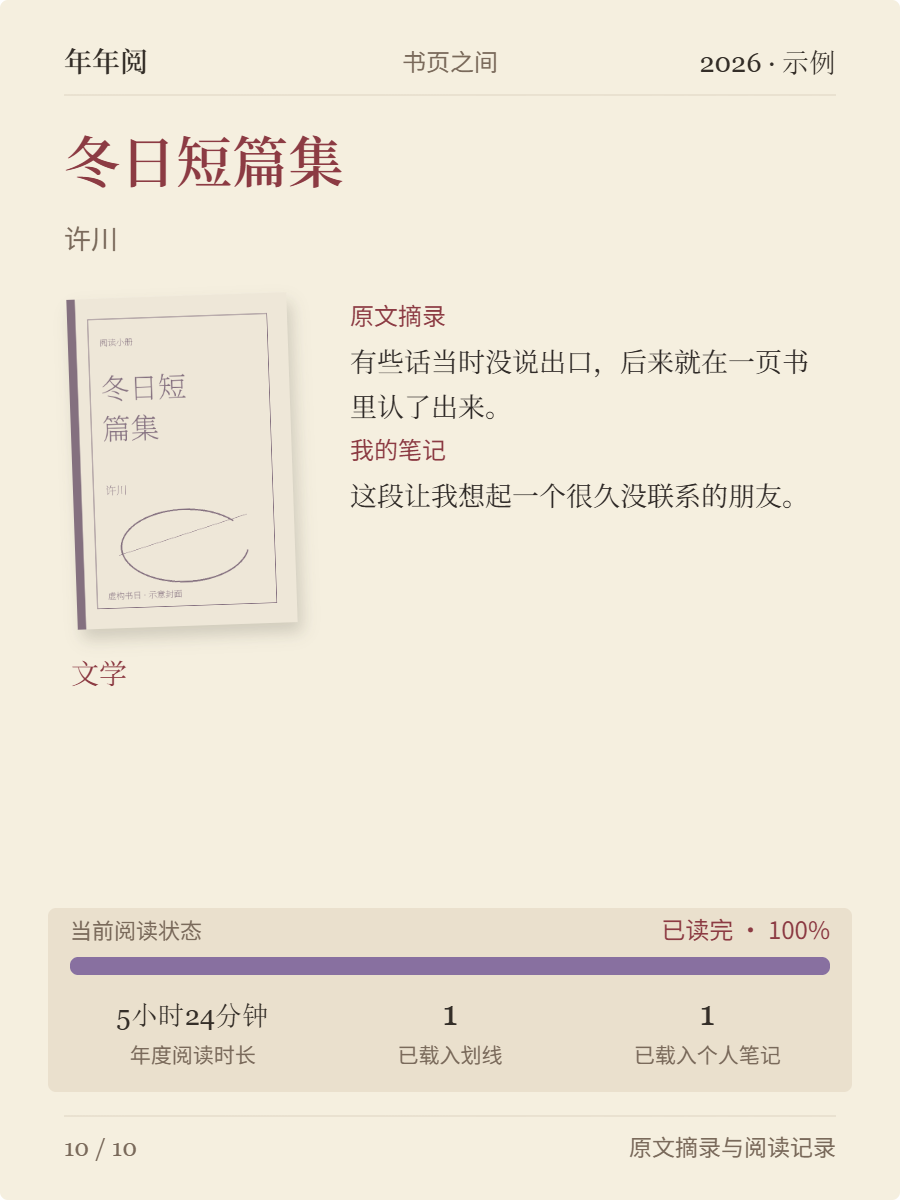 年年阅
书页之间
2026 · 示例
冬日短篇集
许川
阅读小册
冬日短
篇集
许川
虚构书目 · 示意封面
文学
原文摘录
有些话当时没说出口，后来就在一页书
里认了出来。
我的笔记
这段让我想起一个很久没联系的朋友。
当前阅读状态
已读完 · 100%
5小时24分钟
年度阅读时长
1
已载入划线
1
已载入个人笔记
10 / 10
原文摘录与阅读记录